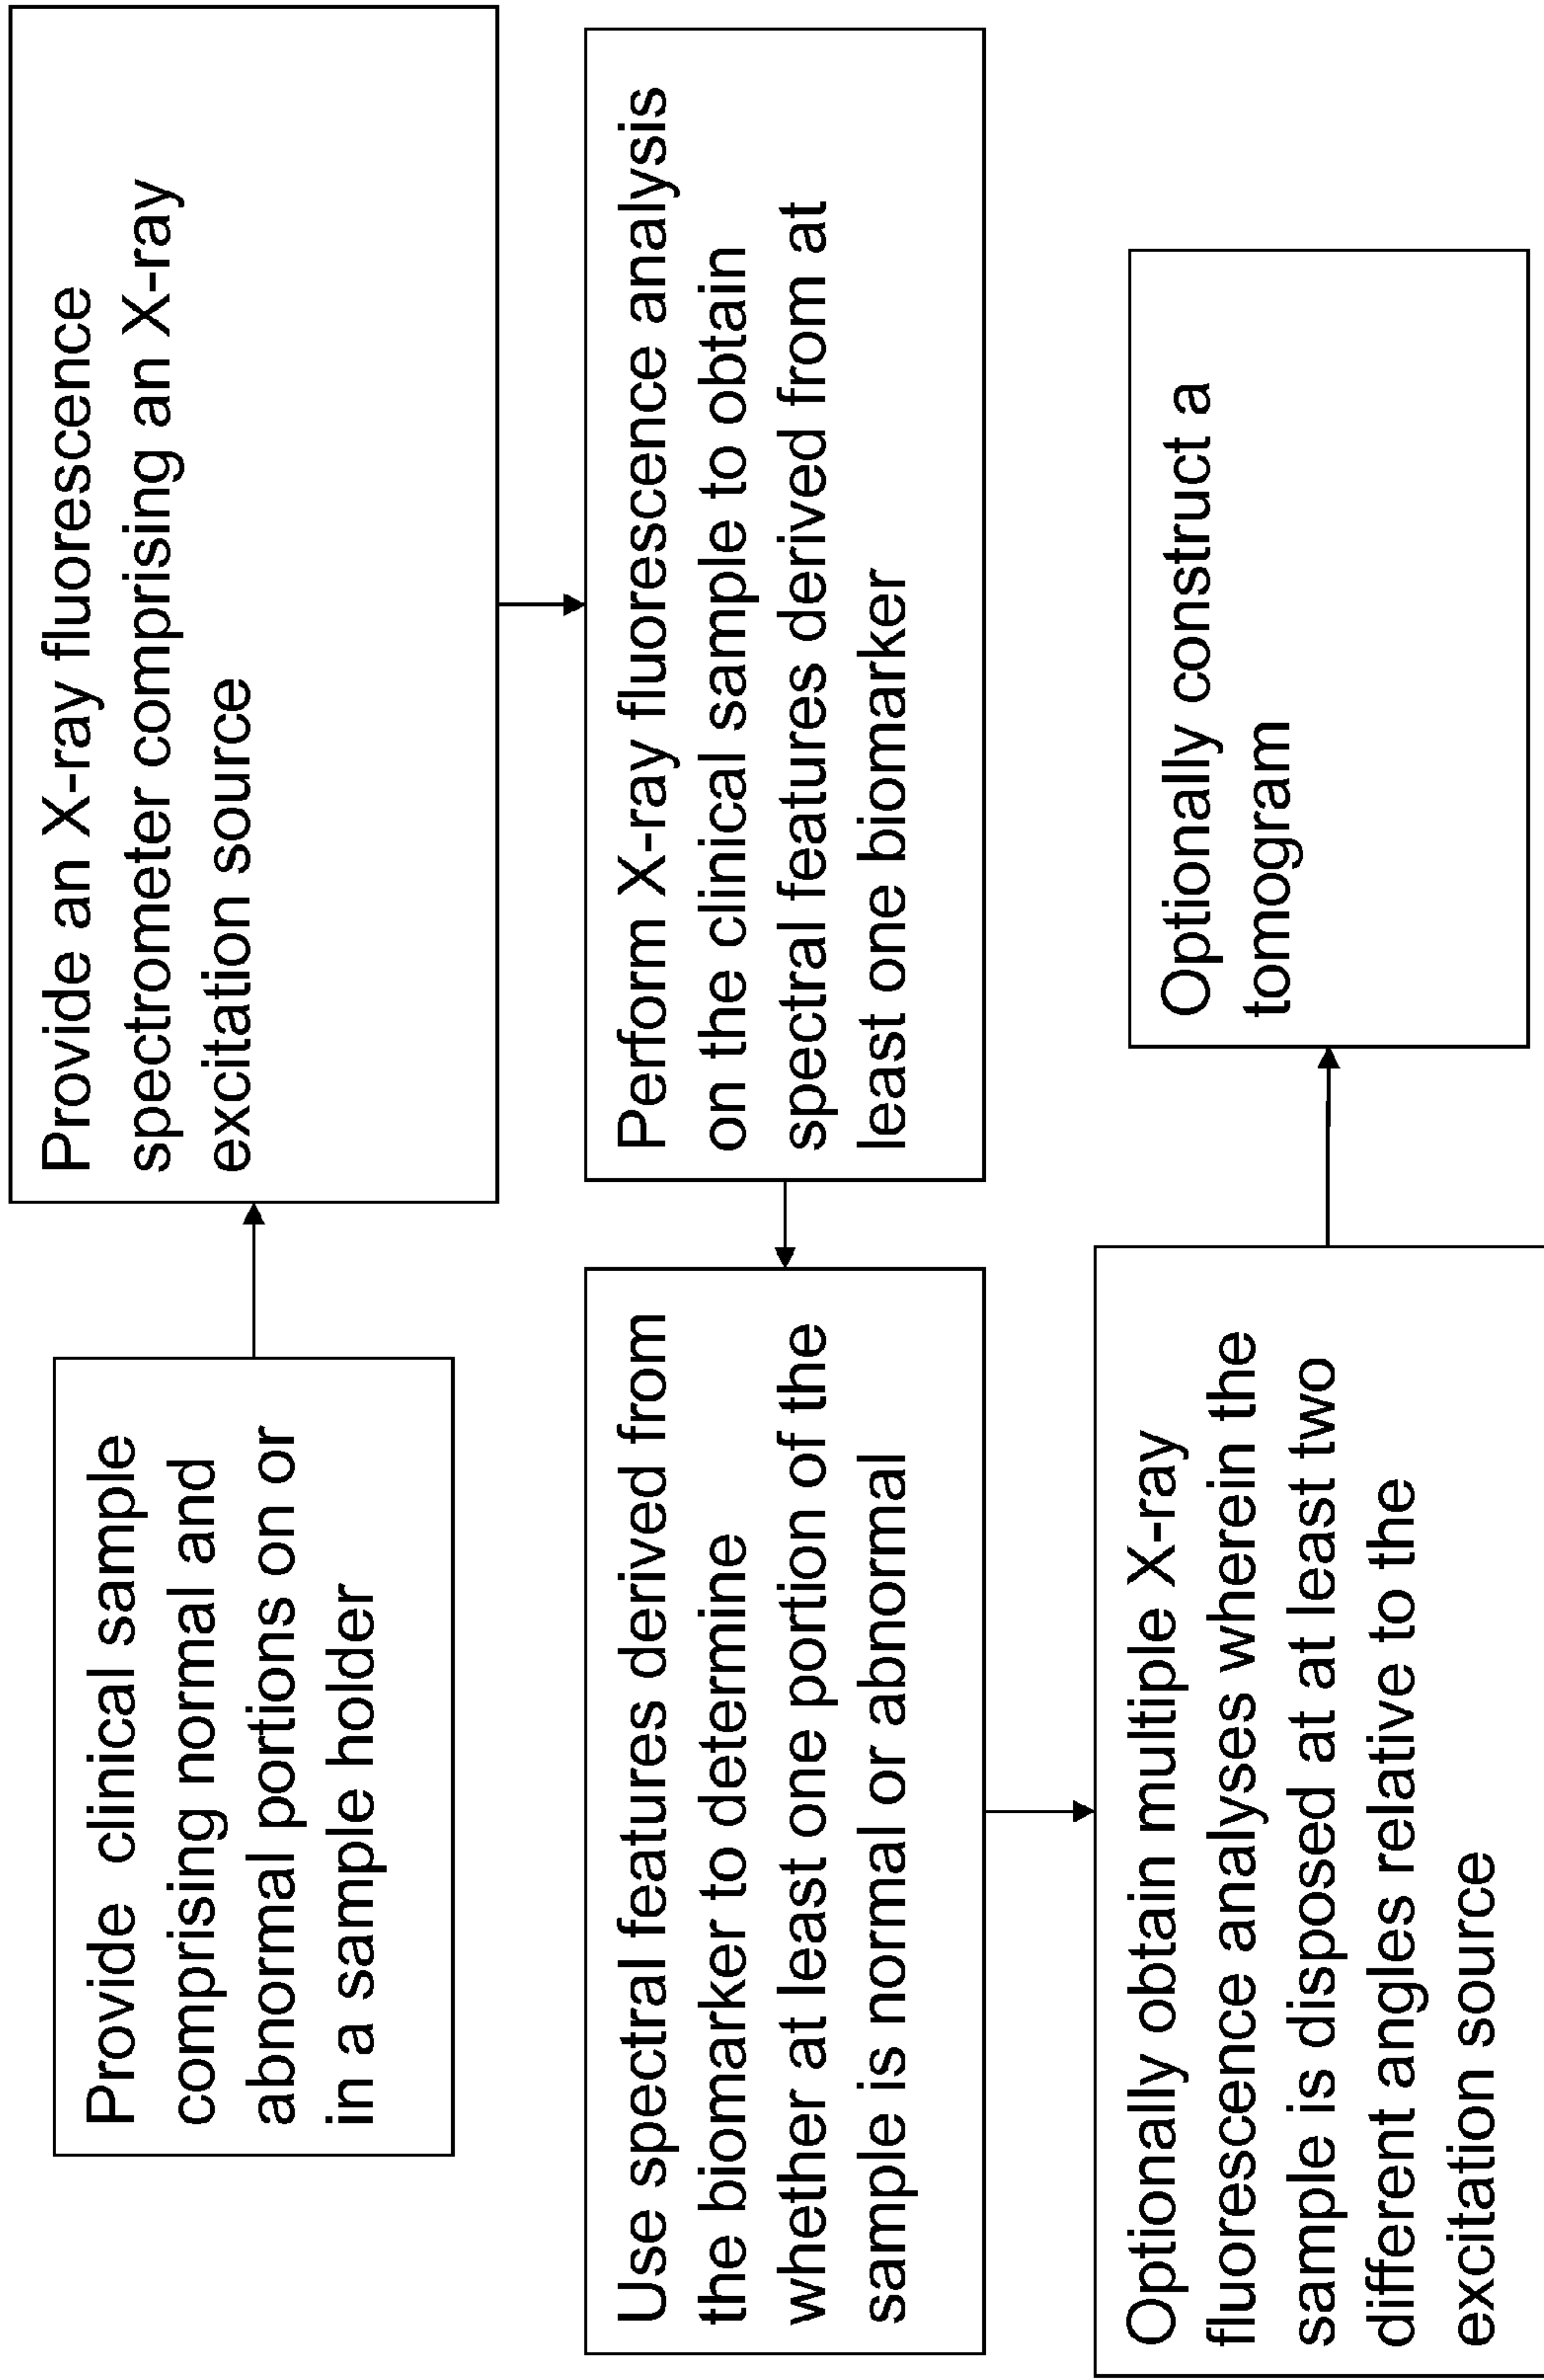 Provide clinical sample
comprising normal and
abnormal portions on or
in a sample holder
Provide an X-ray fluorescence
spectrometer comprising an X-ray
excitation source
Perform X-ray fluorescence analysis
on the clinical sample to obtain
spectral features derived from at
least one biomarker
Use spectral features derived from
the biomarker to determine
whether at least one portion of the
sample is normal or abnormal
Optionally obtain multiple X-ray
fluorescence analyses wherein the
sample is disposed at at least two
different angles relative to the
excitation source
Optionally construct a
tomogram